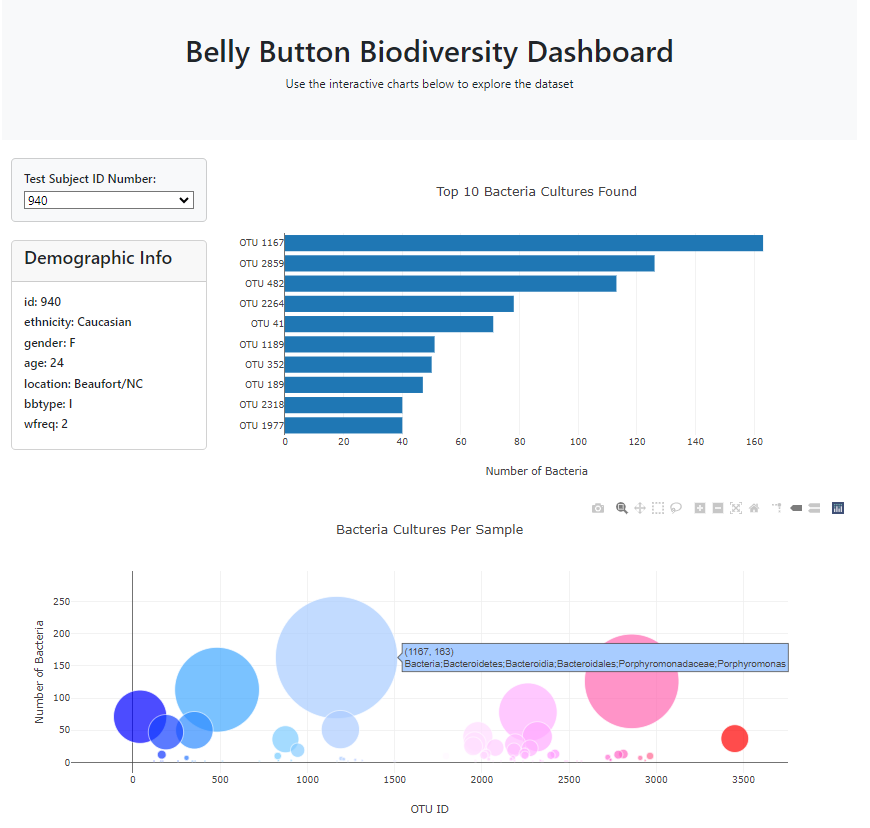 Belly Button Biodiversity Dashboard
Use the interactive charts below to explore the dataset
Test Subject ID Number:
940
Demographic Info
id: 940
ethnicity: Caucasian
gender: F
age: 24
location: Beaufort/NC
bbtype: I
wfreq: 2
Top 10 Bacteria Cultures Found
OTU 1167
OTU 2859
OTU 482
OTU 2264
OTU 41
OTU 1189
OTU 352
OTU 189
OTU 2318
OTU 1977
0 20 40 60 80 100 120 140 160
Number of Bacteria
Bacteria Cultures Per Sample
Number of Bacteria
250
200
150
100
50
0
(1167, 163)
Bacteria;Bacteroidetes;Bacteroidia;Bacteroidales;Porphyromonadaceae;Porphyromonas
0 500 1000 1500 2000 2500 3000 3500
OTU ID